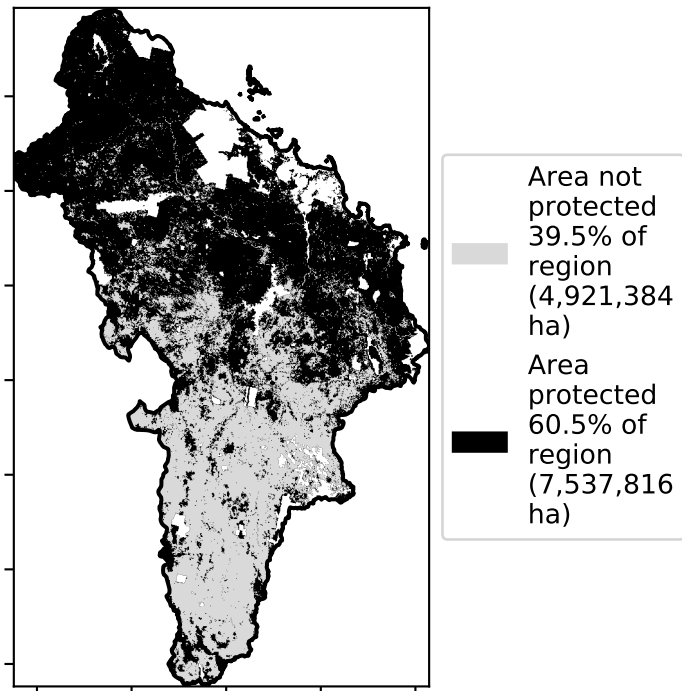 Area not
protected
39.5% of
region
(4,921,384
ha)
Area
protected
60.5% of
region
(7,537,816
ha)